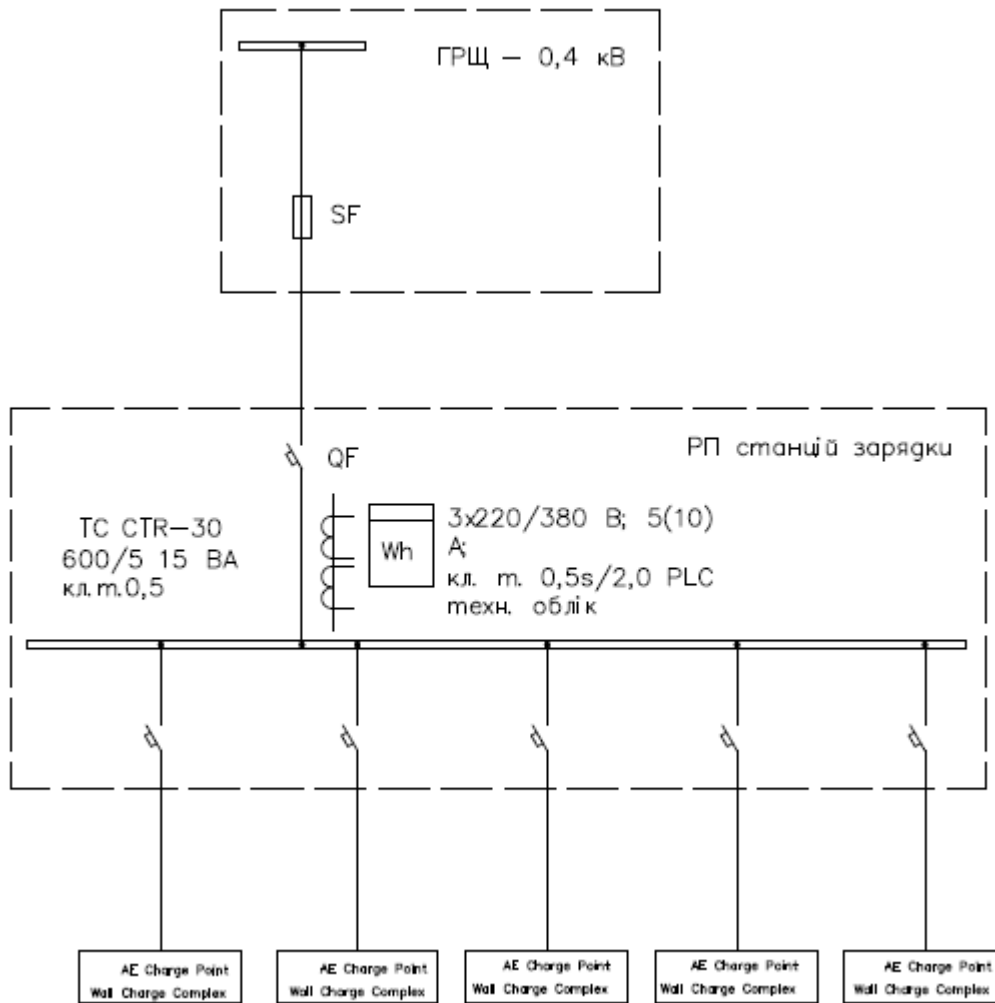 ГРЩ – 0,4 кВ
SF
РП станцій зарядки
QF
ТС CTR–30
600/5 15 ВА
кл.т.0,5
Wh
3x220/380 В; 5(10)
А;
кл. т. 0,5s/2,0 PLC
техн. облік
AE Charge Point
Wall Charge Complex
AE Charge Point
Wall Charge Complex
AE Charge Point
Wall Charge Complex
AE Charge Point
Wall Charge Complex
AE Charge Point
Wall Charge Complex